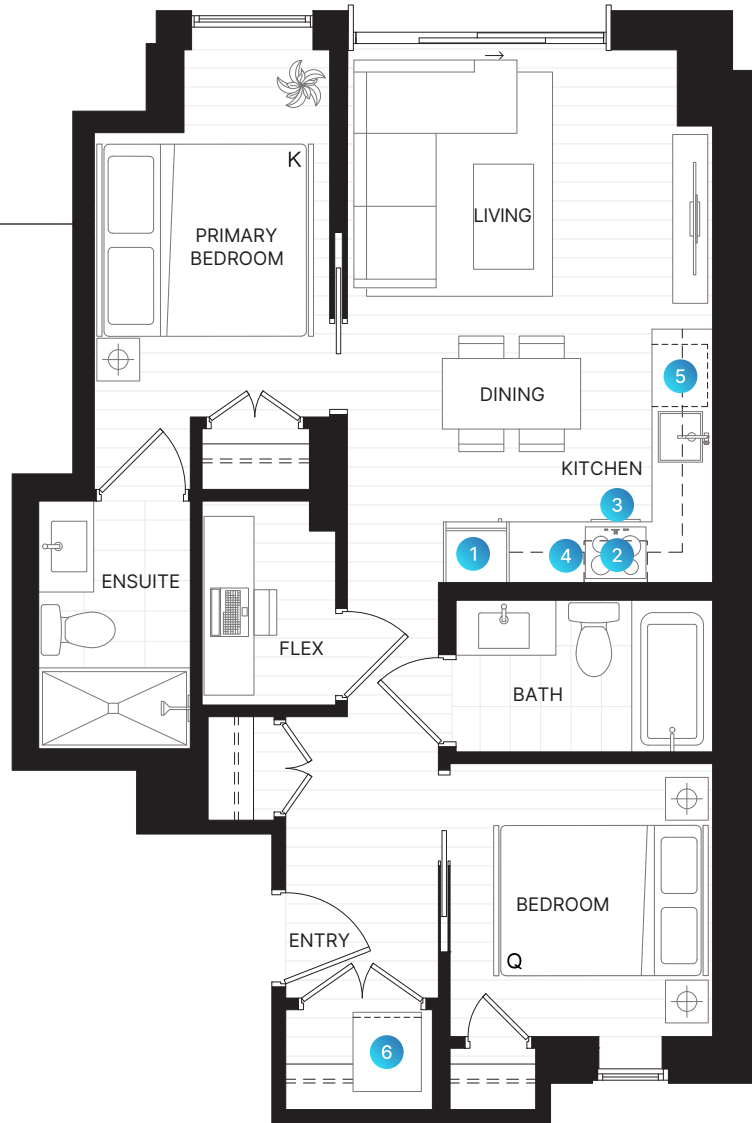 K
PRIMARY
BEDROOM
LIVING
DINING
5
KITCHEN
3
1
4
2
ENSUITE
FLEX
BATH
BEDROOM
ENTRY
Q
6